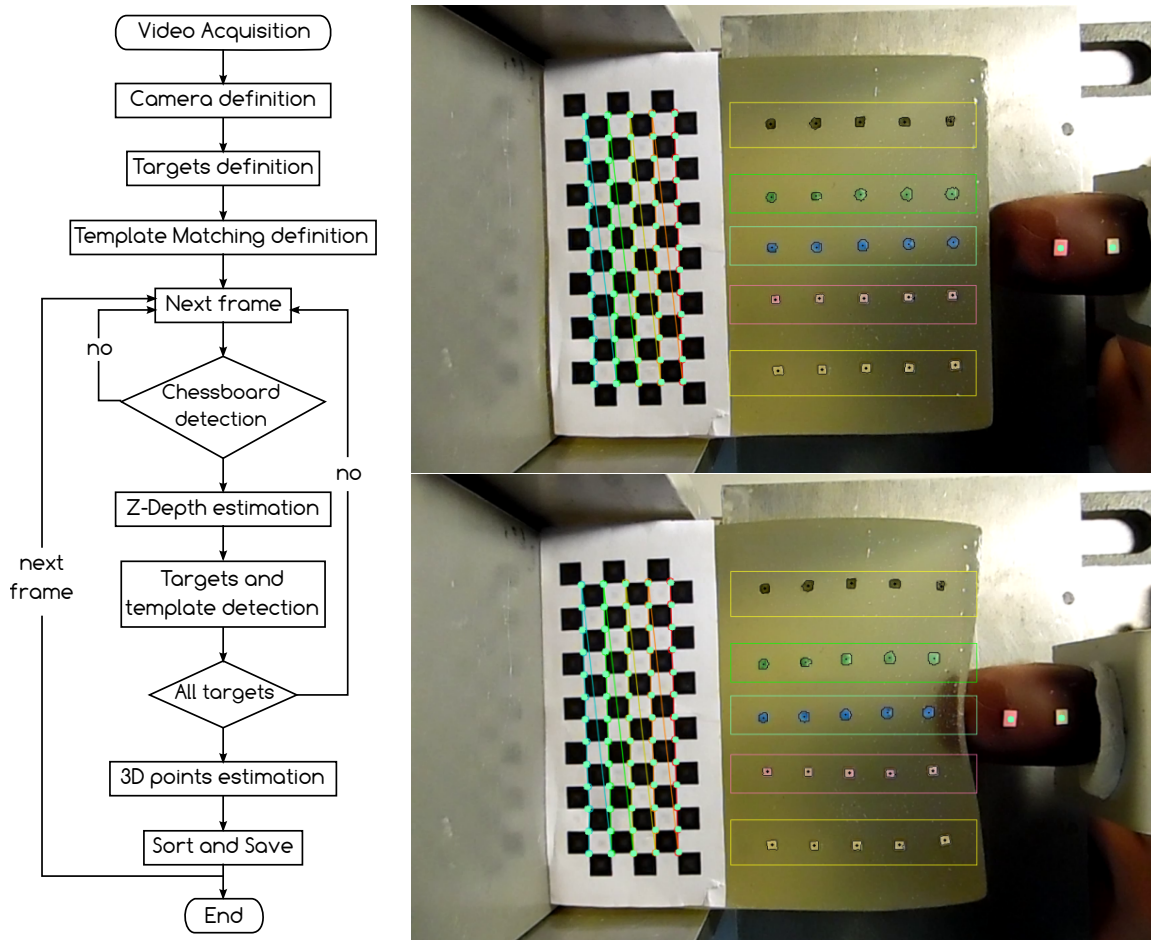 Video Acquisition
Camera definition
Targets definition
Template Matching definition
Next frame
no
Chessboard
detection
no
Z-Depth estimation
next
frame
Targets and
template detection
All targets
3D points estimation
Sort and Save
End